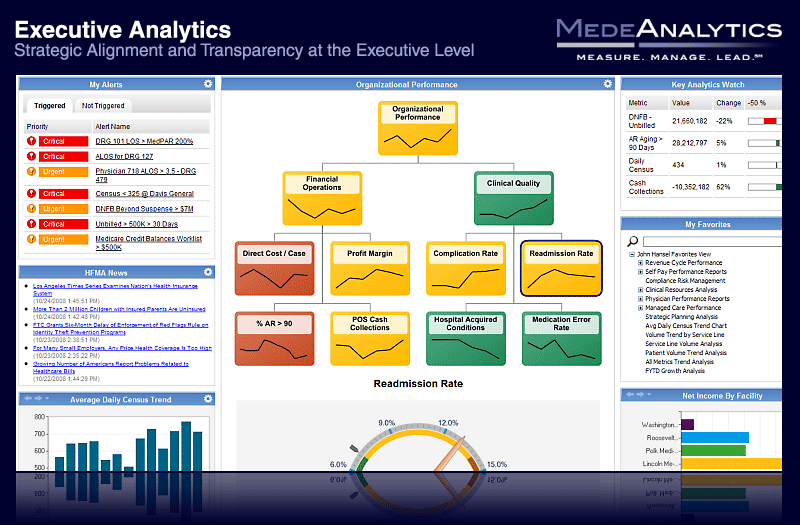 Executive Analytics
Strategic Alignment and Transparency at the Executive Level
MEDEANALYTICS
MEASURE. MANAGE. LEAD.℠
My Alerts
Triggered
Not Triggered
Priority Alert Name
Critical DRG 101 LOS > MedPAR 200%
Critical ALOS for DRG 127
Urgent Physician 718 ALOS > 3.5 - DRG
479
Critical Census < 325 @ Davis General
Urgent DNFB Beyond Suspense > $7M
Critical Unbilled > 500K > 30 Days
Urgent Medicare Credit Balances Worklist
> $500K
HFMA News
Los Angeles Times Series Examines Nation's Health Insurance
System
(10/24/2008 1:45:51 PM)
More Than 2 Million Children with Insured Parents Are Uninsured
(10/24/2008 1:42:48 PM)
FTC Grants Six-Month Delay of Enforcement of Red Flags Rule on
Identity Theft Prevention Programs
(10/23/2008 2:38:51 PM)
For Many Small Employers, Any Price Health Coverage Is Too High
(10/23/2008 2:35:22 PM)
Growing Number of Americans Report Problems Related to
Healthcare Bills
(10/22/2008 1:44:29 PM)
Average Daily Census Trend
800
700
600
500
Organizational Performance
Organizational
Performance
Financial
Operations
Clinical Quality
Direct Cost / Case
Profit Margin
Complication Rate
Readmission Rate
% AR > 90
POS Cash
Collections
Hospital Acquired
Conditions
Medication Error
Rate
Readmission Rate
6.0%
9.0%
12.0%
15.0%
Key Analytics Watch
Metric Value Change -50 %
DNFB -
Unbilled 21,660,182 -22%
AR Aging >
90 Days 28,212,797 5%
Daily
Census 434 1%
Cash
Collections -10,352,182 62%
My Favorites
John Hansel Favorites View
Revenue Cycle Performance
Self Pay Performance Reports
Compliance Risk Management
Clinical Resources Analysis
Physician Performance Reports
Managed Care Performance
Strategic Planning Analysis
Avg Daily Census Trend Chart
Volume Trend by Service Line
Service Line Volume Analysis
Patient Volume Trend Analysis
All Metrics Trend Analysis
FYTD Growth Analysis
Net Income By Facility
Washington...
Roosevelt...
Polk Medi...
Lincoln Me...